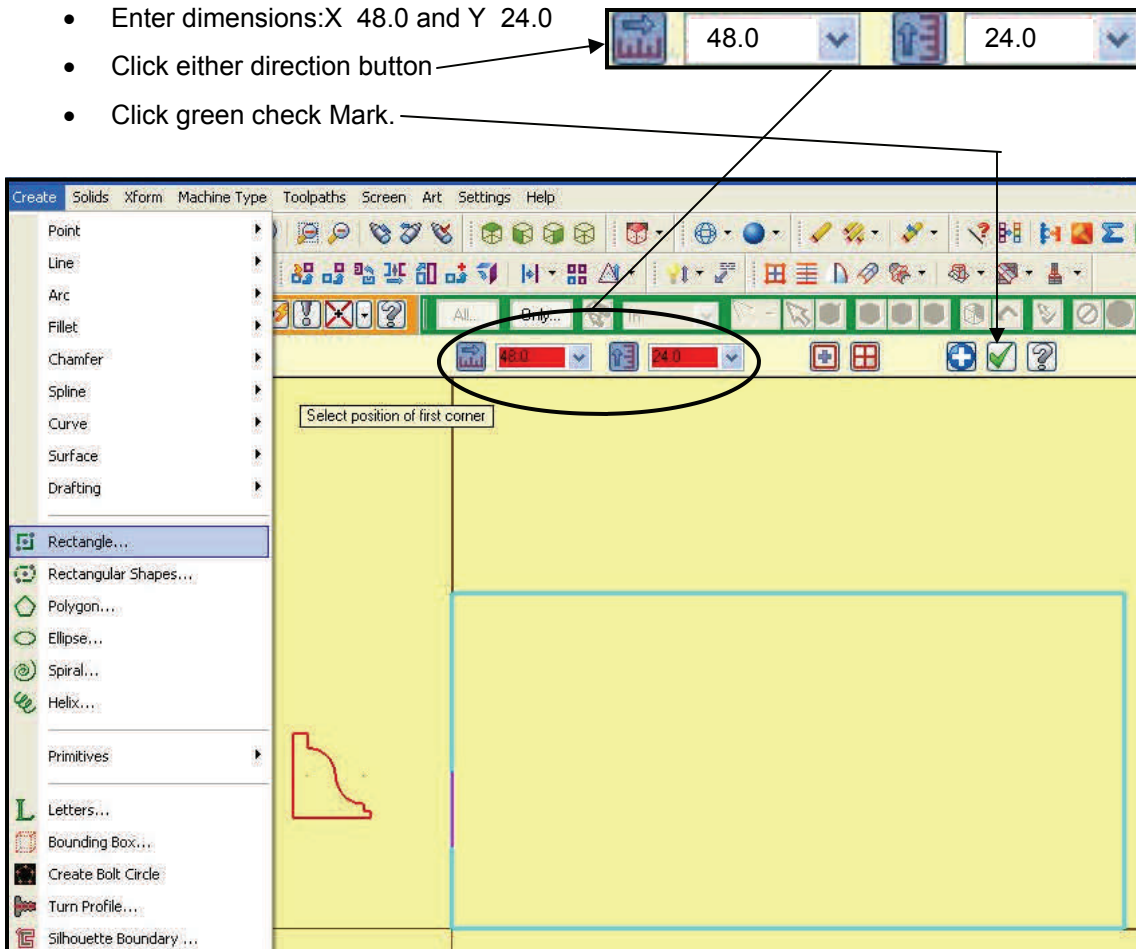 • Enter dimensions:X 48.0 and Y 24.0
• Click either direction button
• Click green check Mark.
48.0 24.0
Create Solids Xform Machine Type Toolpaths Screen Art Settings Help
Point
Line
Arc
Fillet
Chamfer
Spline
Curve
Surface
Drafting
All... Only... In
48.0 24.0
Select position of first corner
Rectangle...
Rectangular Shapes...
Polygon...
Ellipse...
Spiral...
Helix...
Primitives
Letters...
Bounding Box...
Create Bolt Circle
Turn Profile...
Silhouette Boundary ...